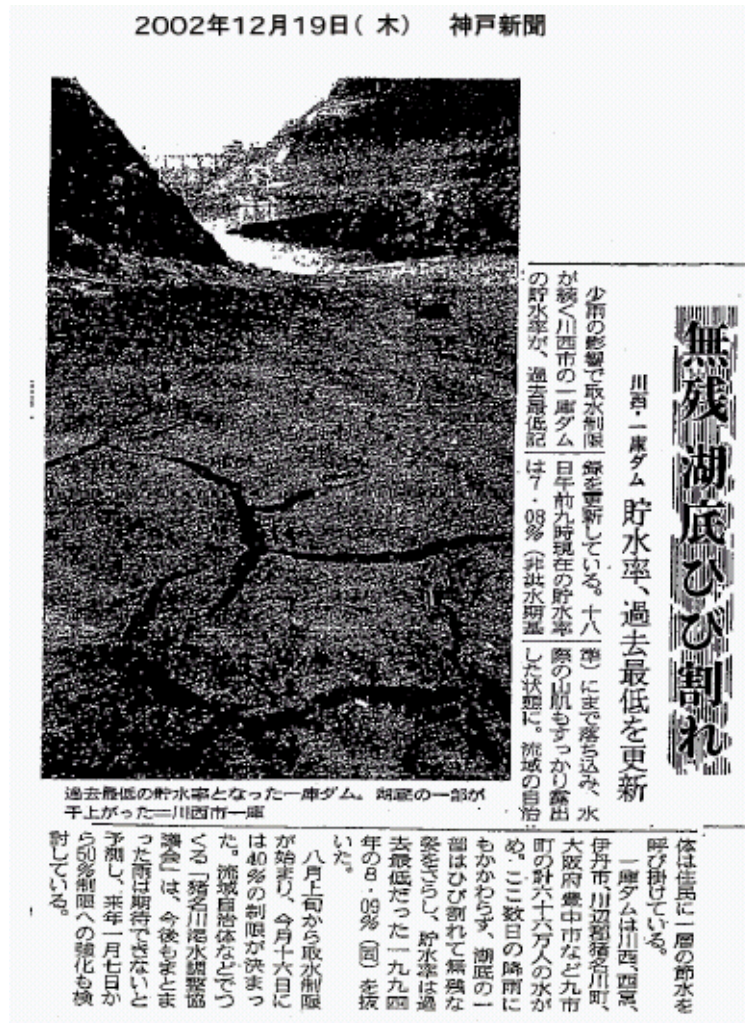 2002年12月19日(木) 神戸新聞
無残 湖底ひび割れ
川西・一庫ダム
貯水率、過去最低を更新
少雨の影響で取水制限
が続く川西市の一庫ダム
の貯水率が、過去最低記
録を更新している。十八
日午前九時現在の貯水率
は7・08%(非洪水期基
準)にまで落ち込み、水
際の山肌もすっかり露出
した状態に。流域の自治
体は住民に一層の節水を
呼び掛けている。
一庫ダムは川西、西宮、
伊丹市、川辺郡猪名川町、
大阪府豊中市など九市
町の計六十六万人の水が
め。ここ数日の降雨に
もかかわらず、湖底の一
部はひび割れて無残な
姿をさらし、貯水率は過
去最低だった一九九四
年の8・09%(同)を抜
いた。
八月上旬から取水制限
が始まり、今月十六日に
は40%の制限が決まっ
た。流域自治体などでつ
くる「猪名川渇水調整協
議会」は、今後もまとま
った雨は期待できないと
予測し、来年一月七日か
ら50%制限への強化も検
討している。
過去最低の貯水率となった一庫ダム。湖底の一部が
干上がった=川西市一庫